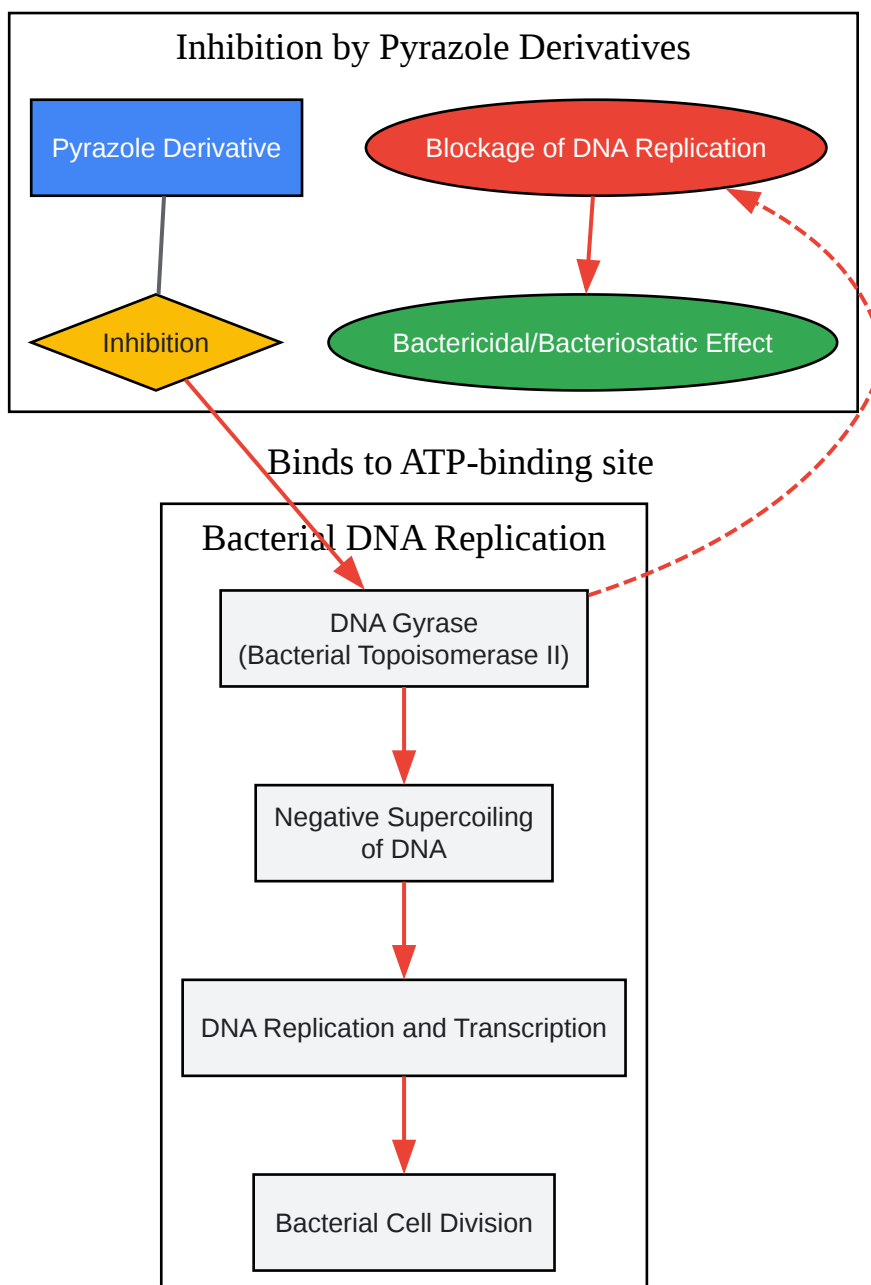 Inhibition by Pyrazole Derivatives
Pyrazole Derivative
Blockage of DNA Replication
Inhibition
Bactericidal/Bacteriostatic Effect
Binds to ATP-binding site
Bacterial DNA Replication
DNA Gyrase
(Bacterial Topoisomerase II)
Negative Supercoiling
of DNA
DNA Replication and Transcription
Bacterial Cell Division